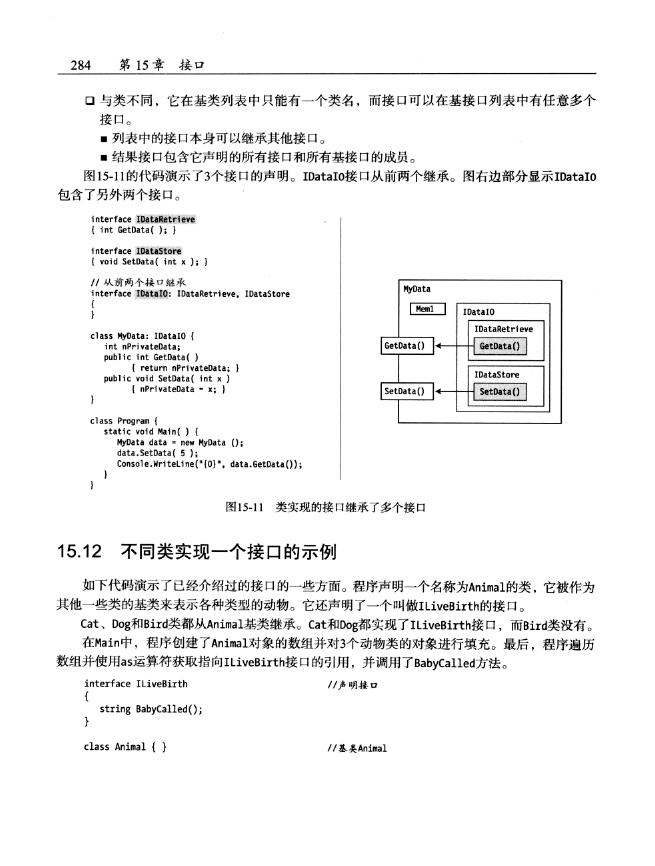 284 第15章 接口
□ 与类不同，它在基类列表中只能有一个类名，而接口可以在基接口列表中有任意多个
接口。
■ 列表中的接口本身可以继承其他接口。
■ 结果接口包含它声明的所有接口和所有基接口的成员。
图15-11的代码演示了3个接口的声明。IDataIO接口从前两个继承。图右边部分显示IDataIO
包含了另外两个接口。
interface IDataRetrieve
{ int GetData( ); }
interface IDataStore
{ void SetData( int x ); }
// 从前两个接口继承
interface IDataIO: IDataRetrieve, IDataStore
{
}
class MyData: IDataIO {
int nPrivateData;
public int GetData( )
{ return nPrivateData; }
public void SetData( int x )
{ nPrivateData = x; }
}
class Program {
static void Main( ) {
MyData data = new MyData ();
data.SetData( 5 );
Console.WriteLine("{0}", data.GetData());
}
}
MyData
Mem1
IDataIO
IDataRetrieve
GetData()
GetData()
IDataStore
SetData()
SetData()
图15-11 类实现的接口继承了多个接口
15.12 不同类实现一个接口的示例
如下代码演示了已经介绍过的接口的一些方面。程序声明一个名称为Animal的类，它被作为
其他一些类的基类来表示各种类型的动物。它还声明了一个叫做ILiveBirth的接口。
Cat、Dog和Bird类都从Animal基类继承。Cat和Dog都实现了ILiveBirth接口，而Bird类没有。
在Main中，程序创建了Animal对象的数组并对3个动物类的对象进行填充。最后，程序遍历
数组并使用as运算符获取指向ILiveBirth接口的引用，并调用了BabyCalled方法。
interface ILiveBirth //声明接口
{
string BabyCalled();
}
class Animal { } //基类Animal